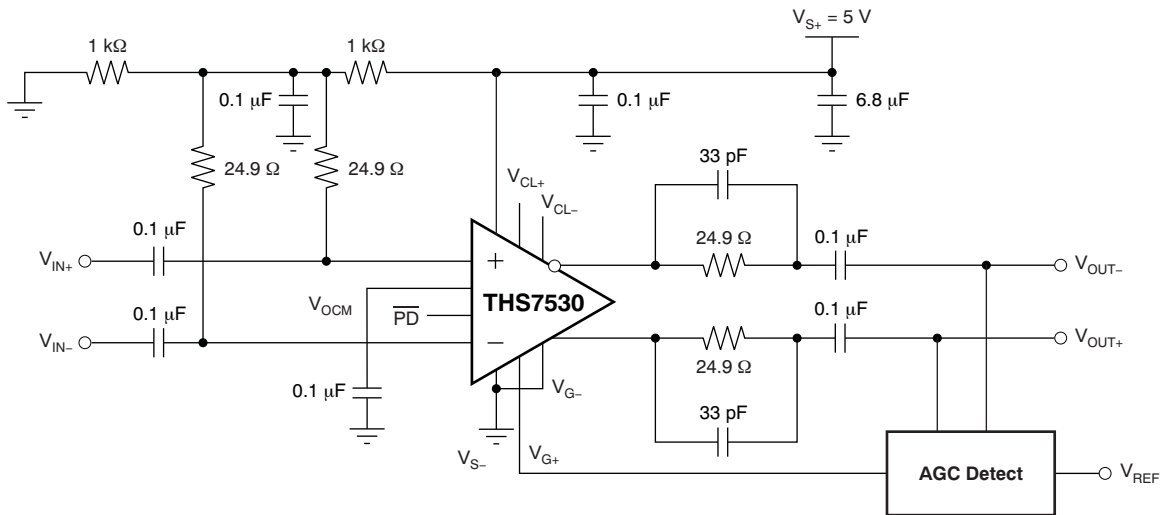 V_S+ = 5 V
1 kΩ
1 kΩ
0.1 μF
0.1 μF
6.8 μF
24.9 Ω
24.9 Ω
33 pF
V_CL+
V_CL−
0.1 μF
24.9 Ω
0.1 μF
V_IN+
+
V_OUT−
THS7530
V_OCM
PD
0.1 μF
0.1 μF
V_IN−
−
V_OUT+
24.9 Ω
0.1 μF
V_G−
33 pF
V_S−
V_G+
AGC Detect
V_REF